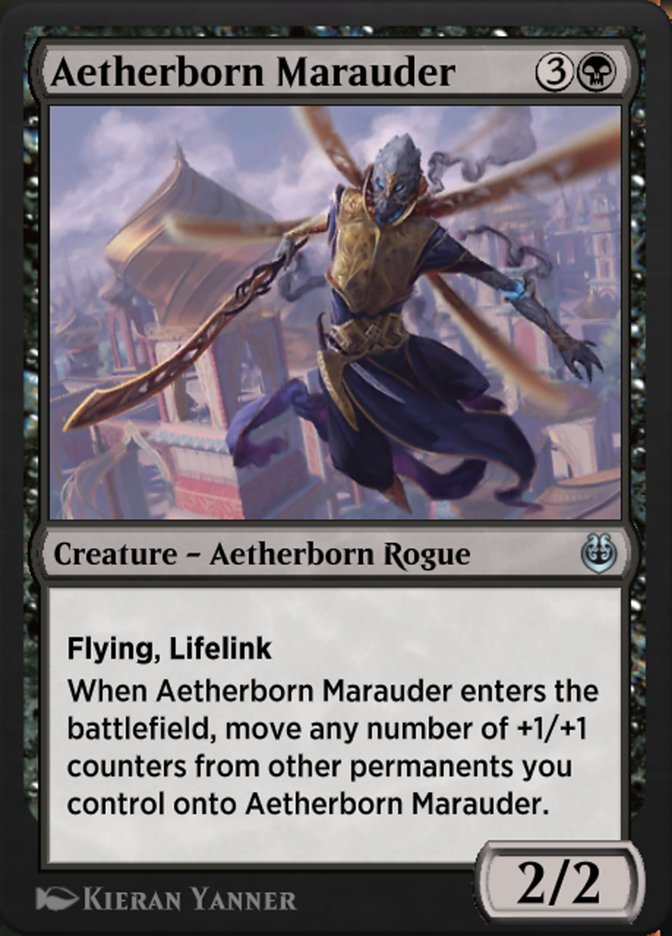 Aetherborn Marauder 3
Creature – Aetherborn Rogue
Flying, Lifelink
When Aetherborn Marauder enters the
battlefield, move any number of +1/+1
counters from other permanents you
control onto Aetherborn Marauder.
2/2
Kieran Yanner